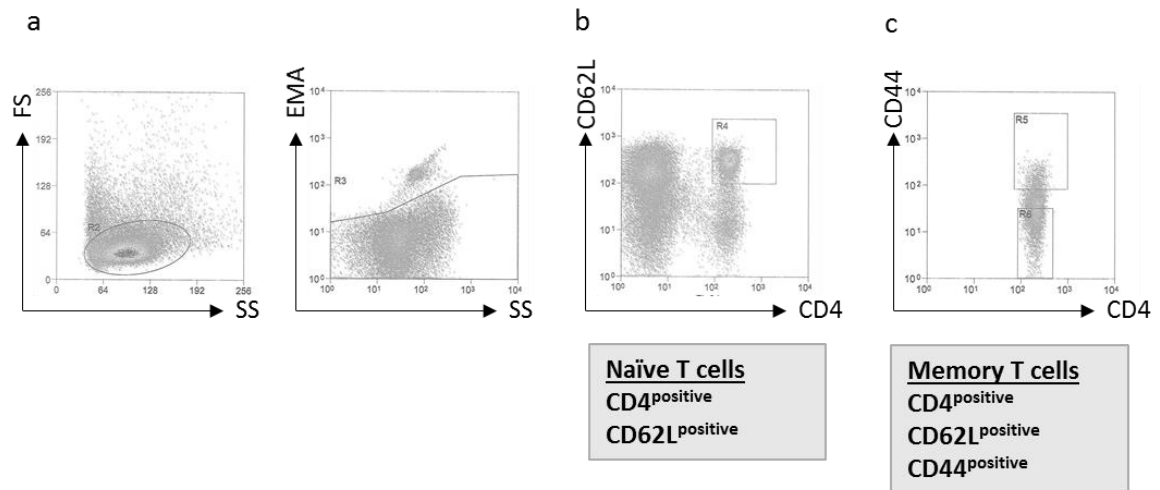 a
b
c
FS
256
192
128
64
0
R2
0 64 128 192 256
SS
EMA
10⁴
10³
10²
10¹
10⁰
R3
10⁰ 10¹ 10² 10³ 10⁴
SS
CD62L
10⁴
10³
10²
10¹
10⁰
R4
10⁰ 10¹ 10² 10³ 10⁴
CD4
CD44
10⁴
10³
10²
10¹
10⁰
R5
R6
10⁰ 10¹ 10² 10³ 10⁴
CD4
Naïve T cells
CD4positive
CD62Lpositive
Memory T cells
CD4positive
CD62Lpositive
CD44positive